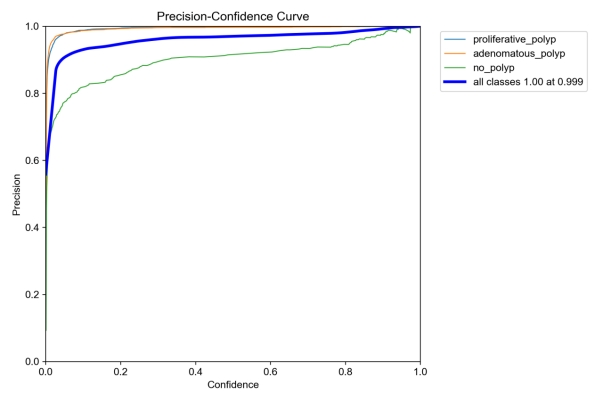 Precision-Confidence Curve
proliferative_polyp
adenomatous_polyp
no_polyp
all classes 1.00 at 0.999
1.0
0.8
0.6
0.4
0.2
0.0
Precision
0.0 0.2 0.4 0.6 0.8 1.0
Confidence